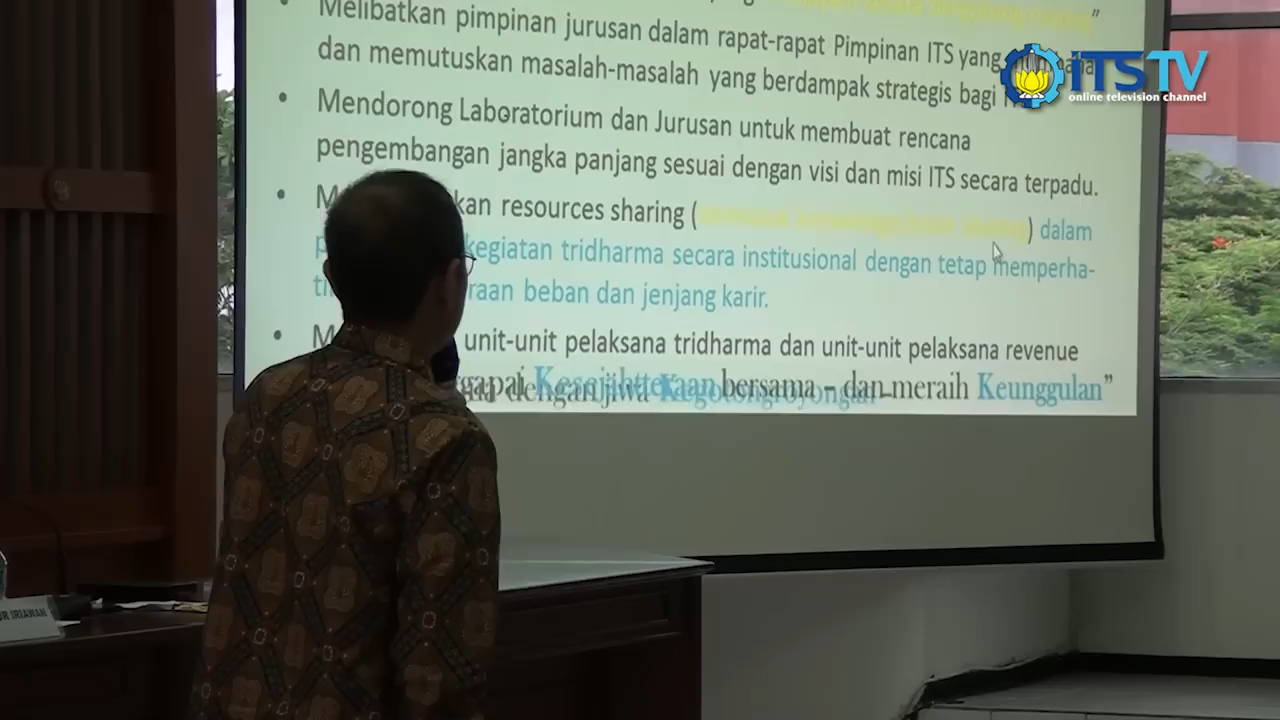 Melibatkan pimpinan jurusan dalam rapat-rapat Pimpinan ITS yang
dan memutuskan masalah-masalah yang berdampak strategis bagi
Mendorong Laboratorium dan Jurusan untuk membuat rencana
pengembangan jangka panjang sesuai dengan visi dan misi ITS secara terpadu.
resources sharing ( ) dalam
kegiatan tridharma secara institusional dengan tetap memperha-
beban dan jenjang karir.
unit-unit pelaksana tridharma dan unit-unit pelaksana revenue
bersama – dan meraih Keunggulan”
ITS TV
online television channel
IRIAWAN